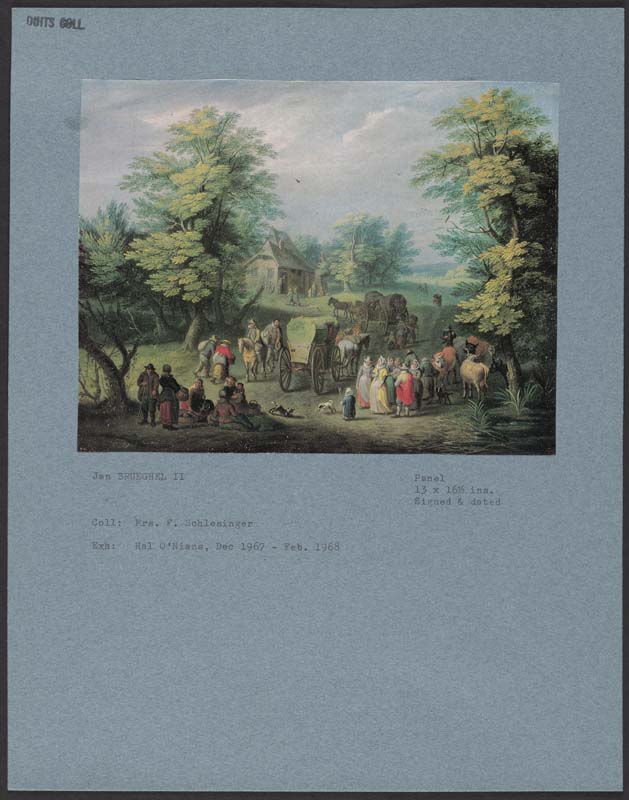 DUITS COLL
Jan BRUEGHEL II
Panel
13 x 16½ ins.
Signed & dated
Coll: Mrs. F. Schlesinger
Exh: Hal O'Nians, Dec 1967 - Feb. 1968